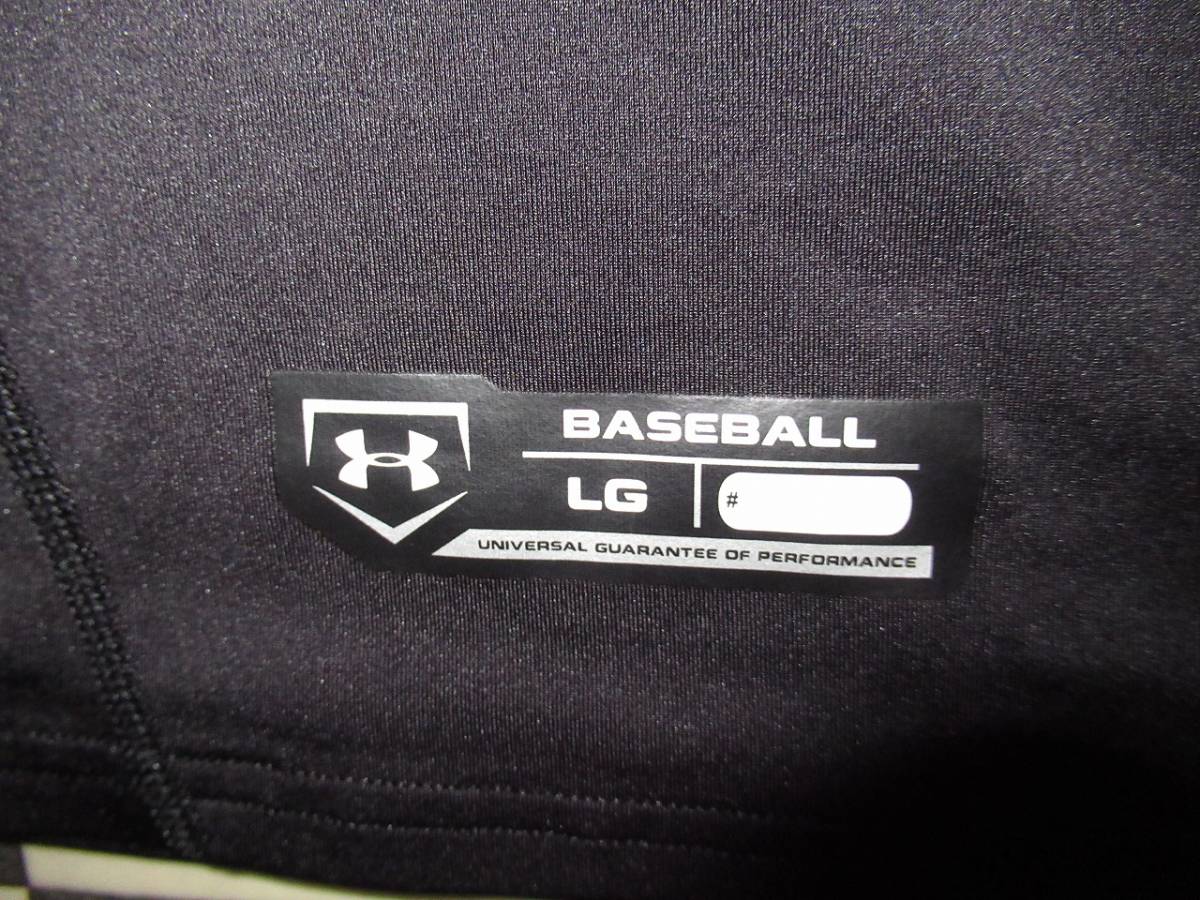 BASEBALL
LG
#
UNIVERSAL GUARANTEE OF PERFORMANCE